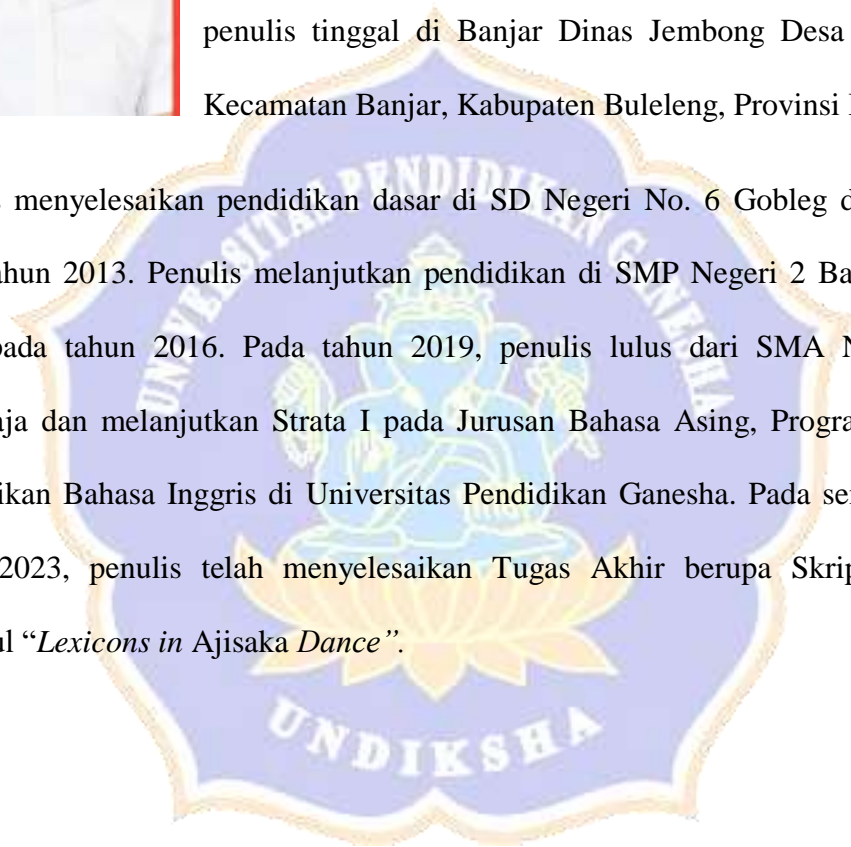 penulis tinggal di Banjar Dinas Jembong Desa
Kecamatan Banjar, Kabupaten Buleleng, Provinsi
menyelesaikan pendidikan dasar di SD Negeri No. 6 Gobleg
2013. Penulis melanjutkan pendidikan di SMP Negeri 2
pada tahun 2016. Pada tahun 2019, penulis lulus dari SMA
dan melanjutkan Strata I pada Jurusan Bahasa Asing,
Bahasa Inggris di Universitas Pendidikan Ganesha. Pada
2023, penulis telah menyelesaikan Tugas Akhir berupa
“Lexicons in Ajisaka Dance”.
UNIVERSITAS PENDIDIKAN GANESHA
UNDIKSHA